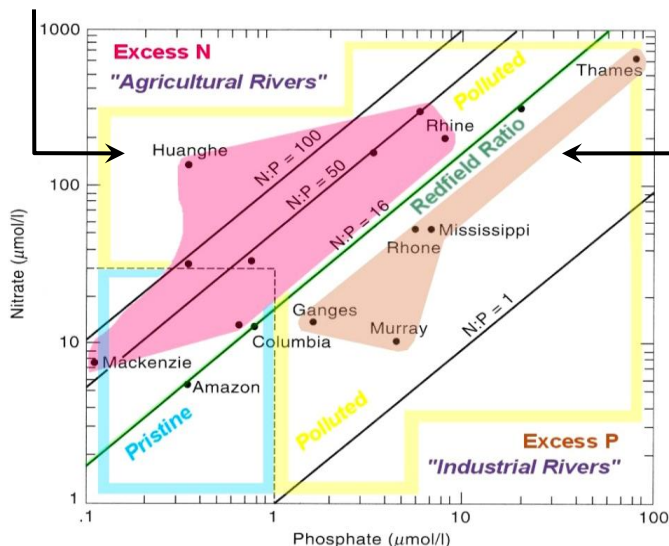 1000
Excess N
"Agricultural Rivers"
Polluted
Thames
Huanghe
Rhine
N:P = 100
100
N:P = 50
Redfield Ratio
N:P = 16
Rhone
Mississippi
Nitrate (μmol/l)
Ganges
Murray
N:P = 1
10
Columbia
Mackenzie
Amazon
Pristine
Polluted
Excess P
"Industrial Rivers"
1
.1
1
10
100
Phosphate (μmol/l)